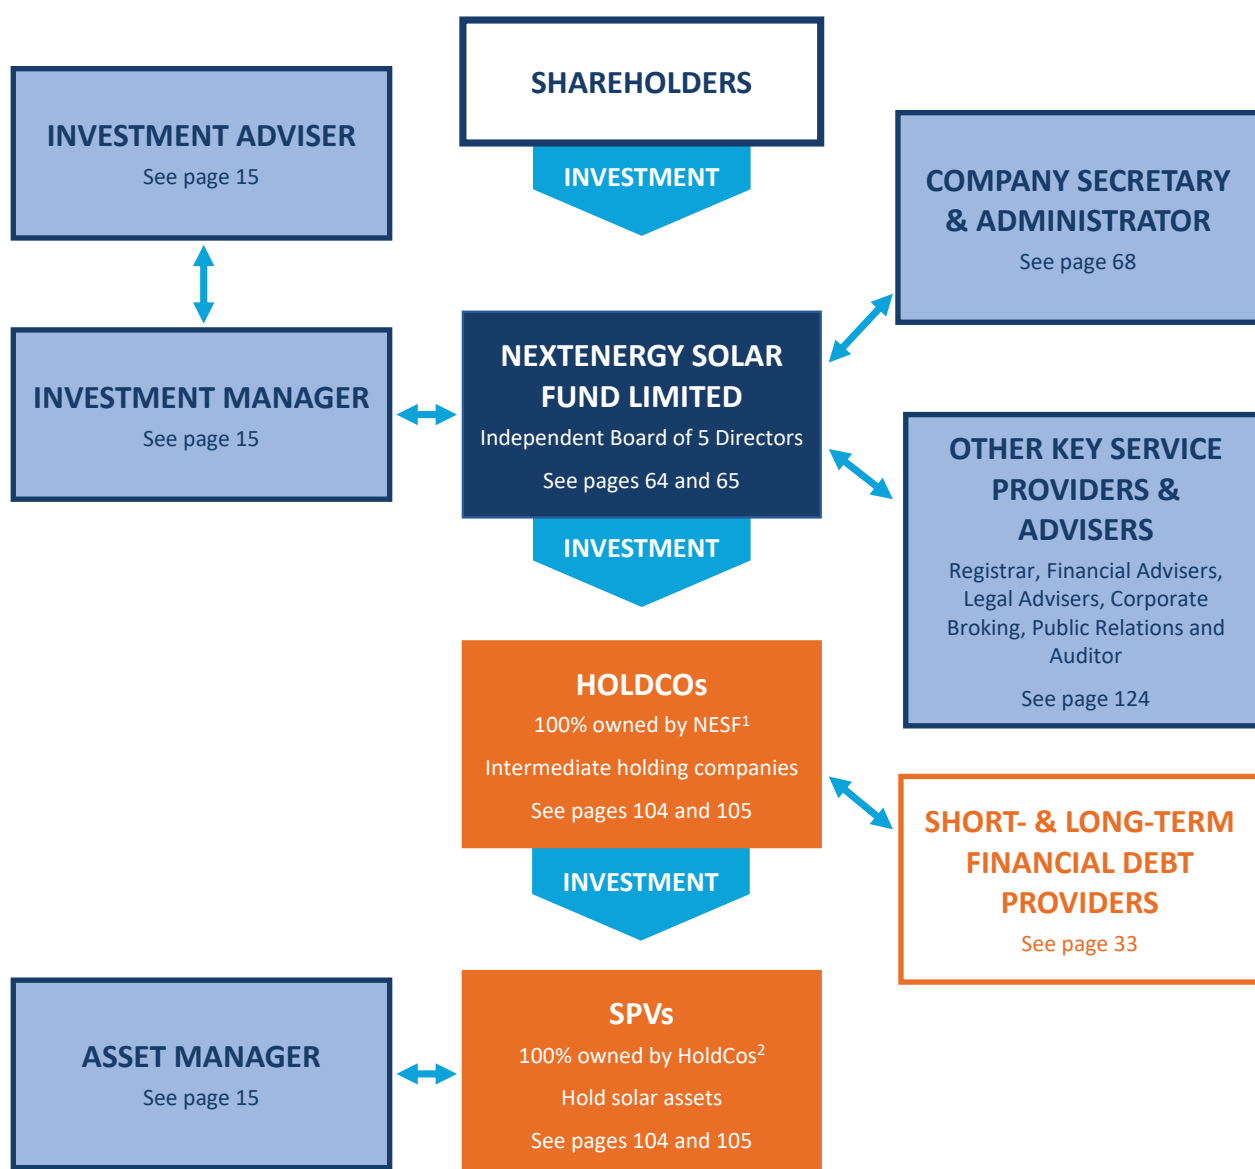 SHAREHOLDERS
INVESTMENT
INVESTMENT ADVISER
See page 15
COMPANY SECRETARY
& ADMINISTRATOR
See page 68
INVESTMENT MANAGER
See page 15
NEXTENERGY SOLAR
FUND LIMITED
Independent Board of 5 Directors
See pages 64 and 65
INVESTMENT
OTHER KEY SERVICE
PROVIDERS &
ADVISERS
Registrar, Financial Advisers,
Legal Advisers, Corporate
Broking, Public Relations and
Auditor
See page 124
HOLDCOs
100% owned by NESF¹
Intermediate holding companies
See pages 104 and 105
INVESTMENT
SHORT- & LONG-TERM
FINANCIAL DEBT
PROVIDERS
See page 33
ASSET MANAGER
See page 15
SPVs
100% owned by HoldCos²
Hold solar assets
See pages 104 and 105